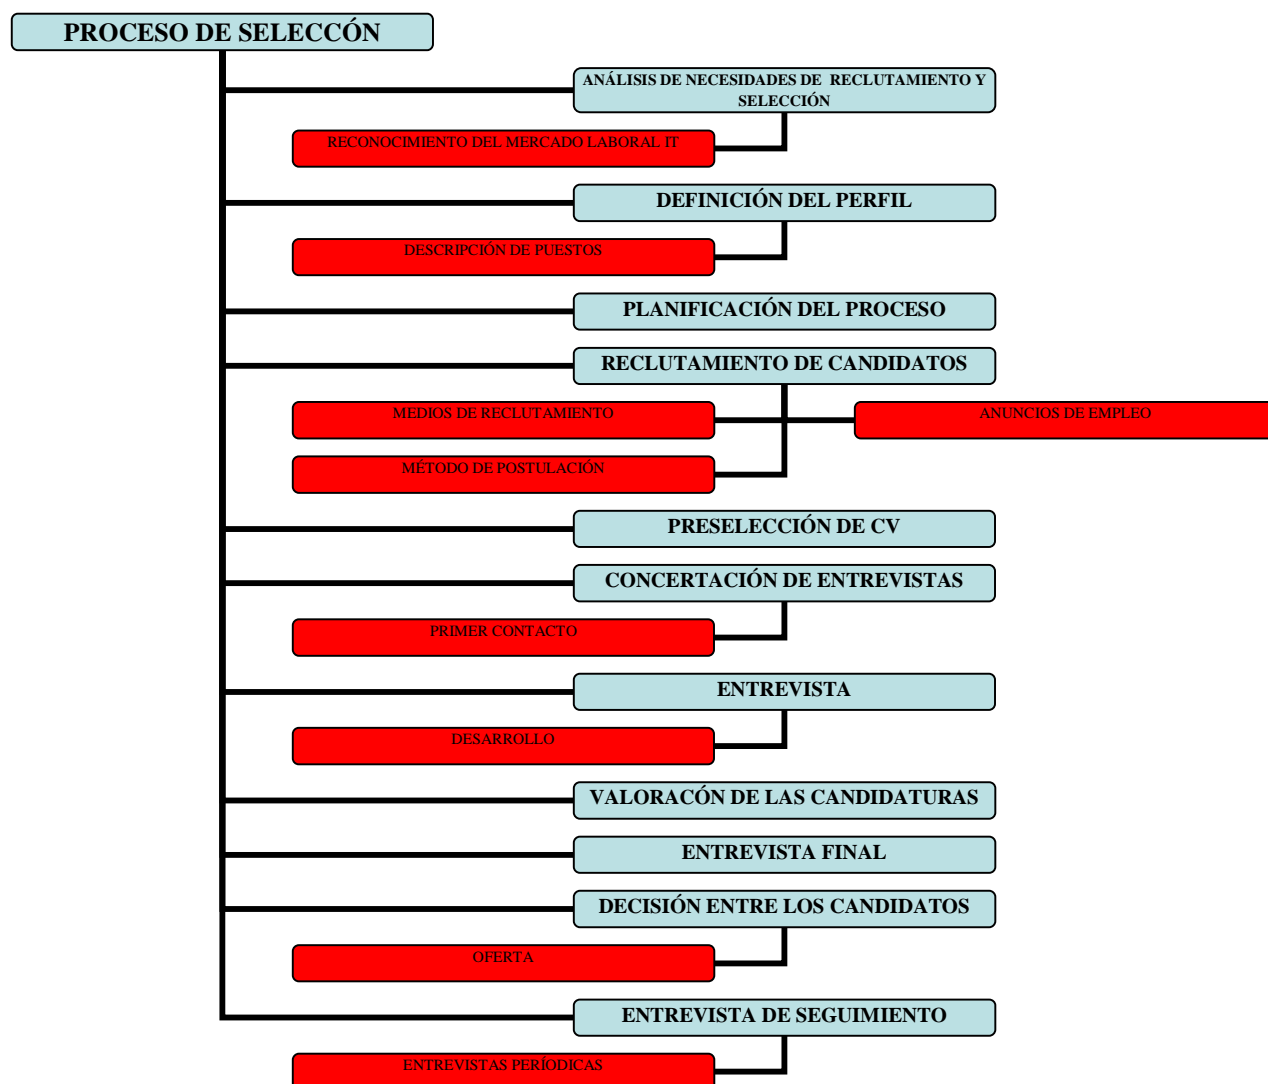 PROCESO DE SELECCÓN
ANÁLISIS DE NECESIDADES DE RECLUTAMIENTO Y
SELECCIÓN
RECONOCIMIENTO DEL MERCADO LABORAL IT
DEFINICIÓN DEL PERFIL
DESCRIPCIÓN DE PUESTOS
PLANIFICACIÓN DEL PROCESO
RECLUTAMIENTO DE CANDIDATOS
MEDIOS DE RECLUTAMIENTO
ANUNCIOS DE EMPLEO
MÉTODO DE POSTULACIÓN
PRESELECCIÓN DE CV
CONCERTACIÓN DE ENTREVISTAS
PRIMER CONTACTO
ENTREVISTA
DESARROLLO
VALORACÓN DE LAS CANDIDATURAS
ENTREVISTA FINAL
DECISIÓN ENTRE LOS CANDIDATOS
OFERTA
ENTREVISTA DE SEGUIMIENTO
ENTREVISTAS PERÍODICAS